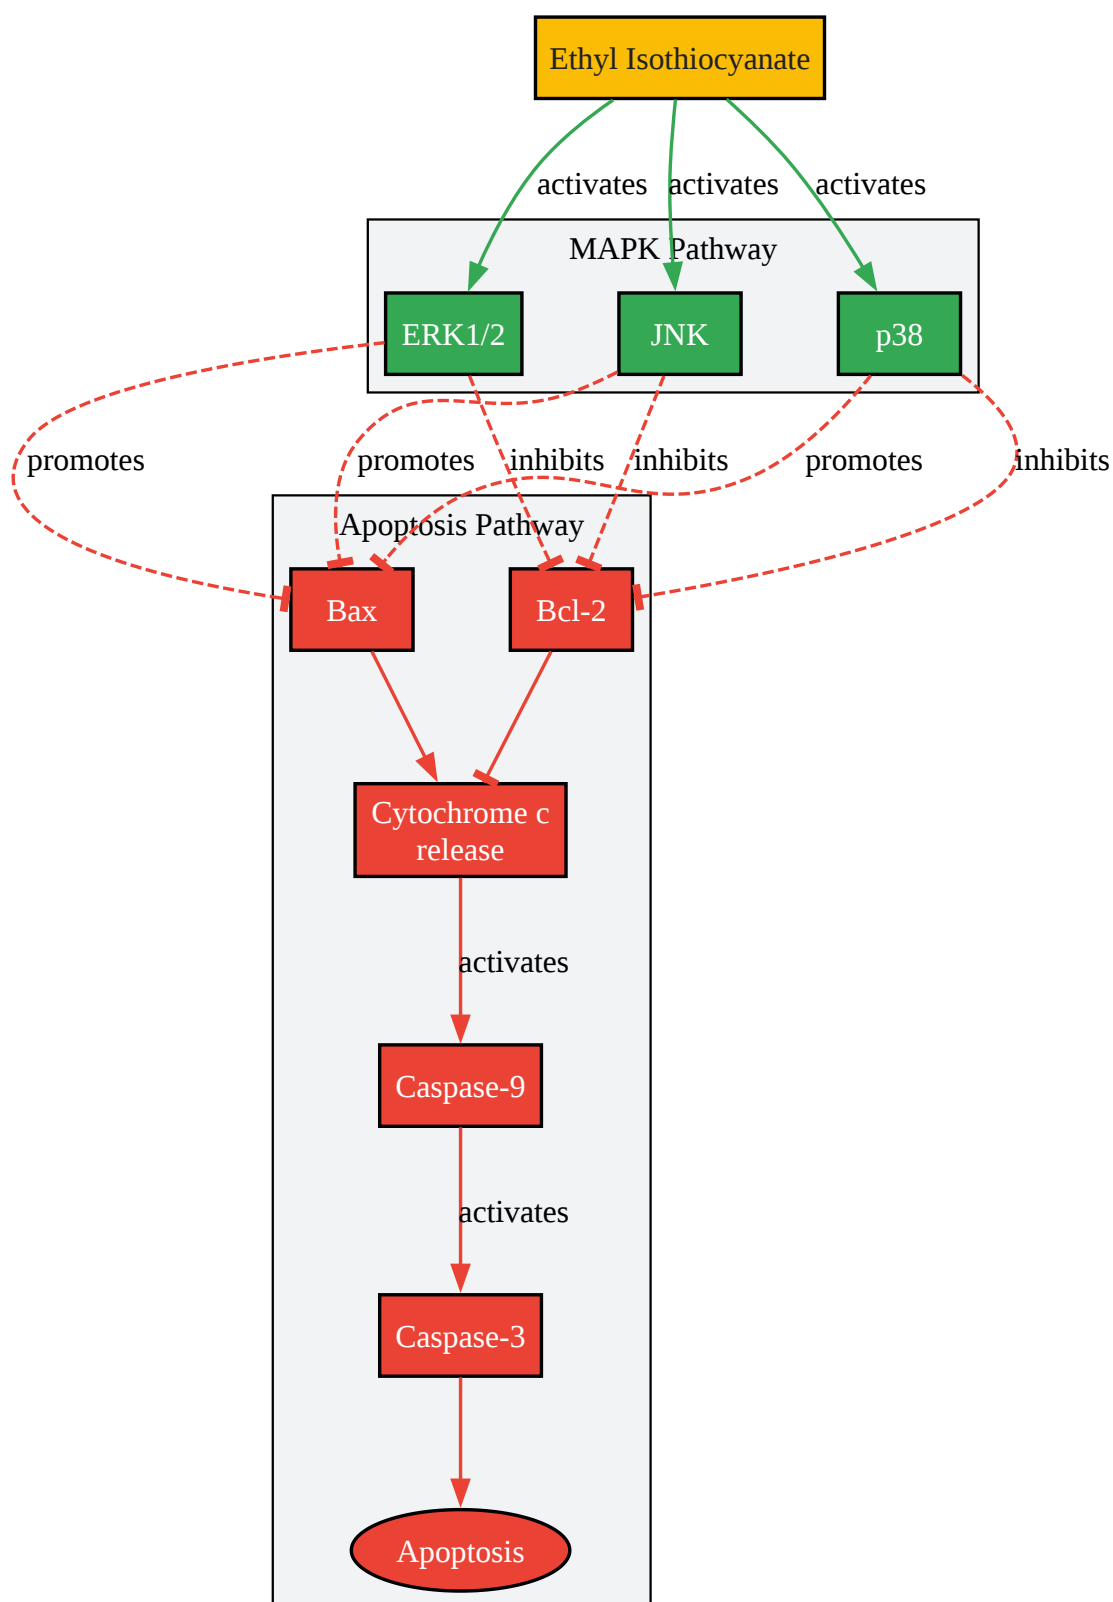 Ethyl Isothiocyanate
activates
activates
activates
MAPK Pathway
ERK1/2
JNK
p38
promotes
promotes
inhibits
inhibits
promotes
inhibits
Apoptosis Pathway
Bax
Bcl-2
Cytochrome c
release
activates
Caspase-9
activates
Caspase-3
Apoptosis